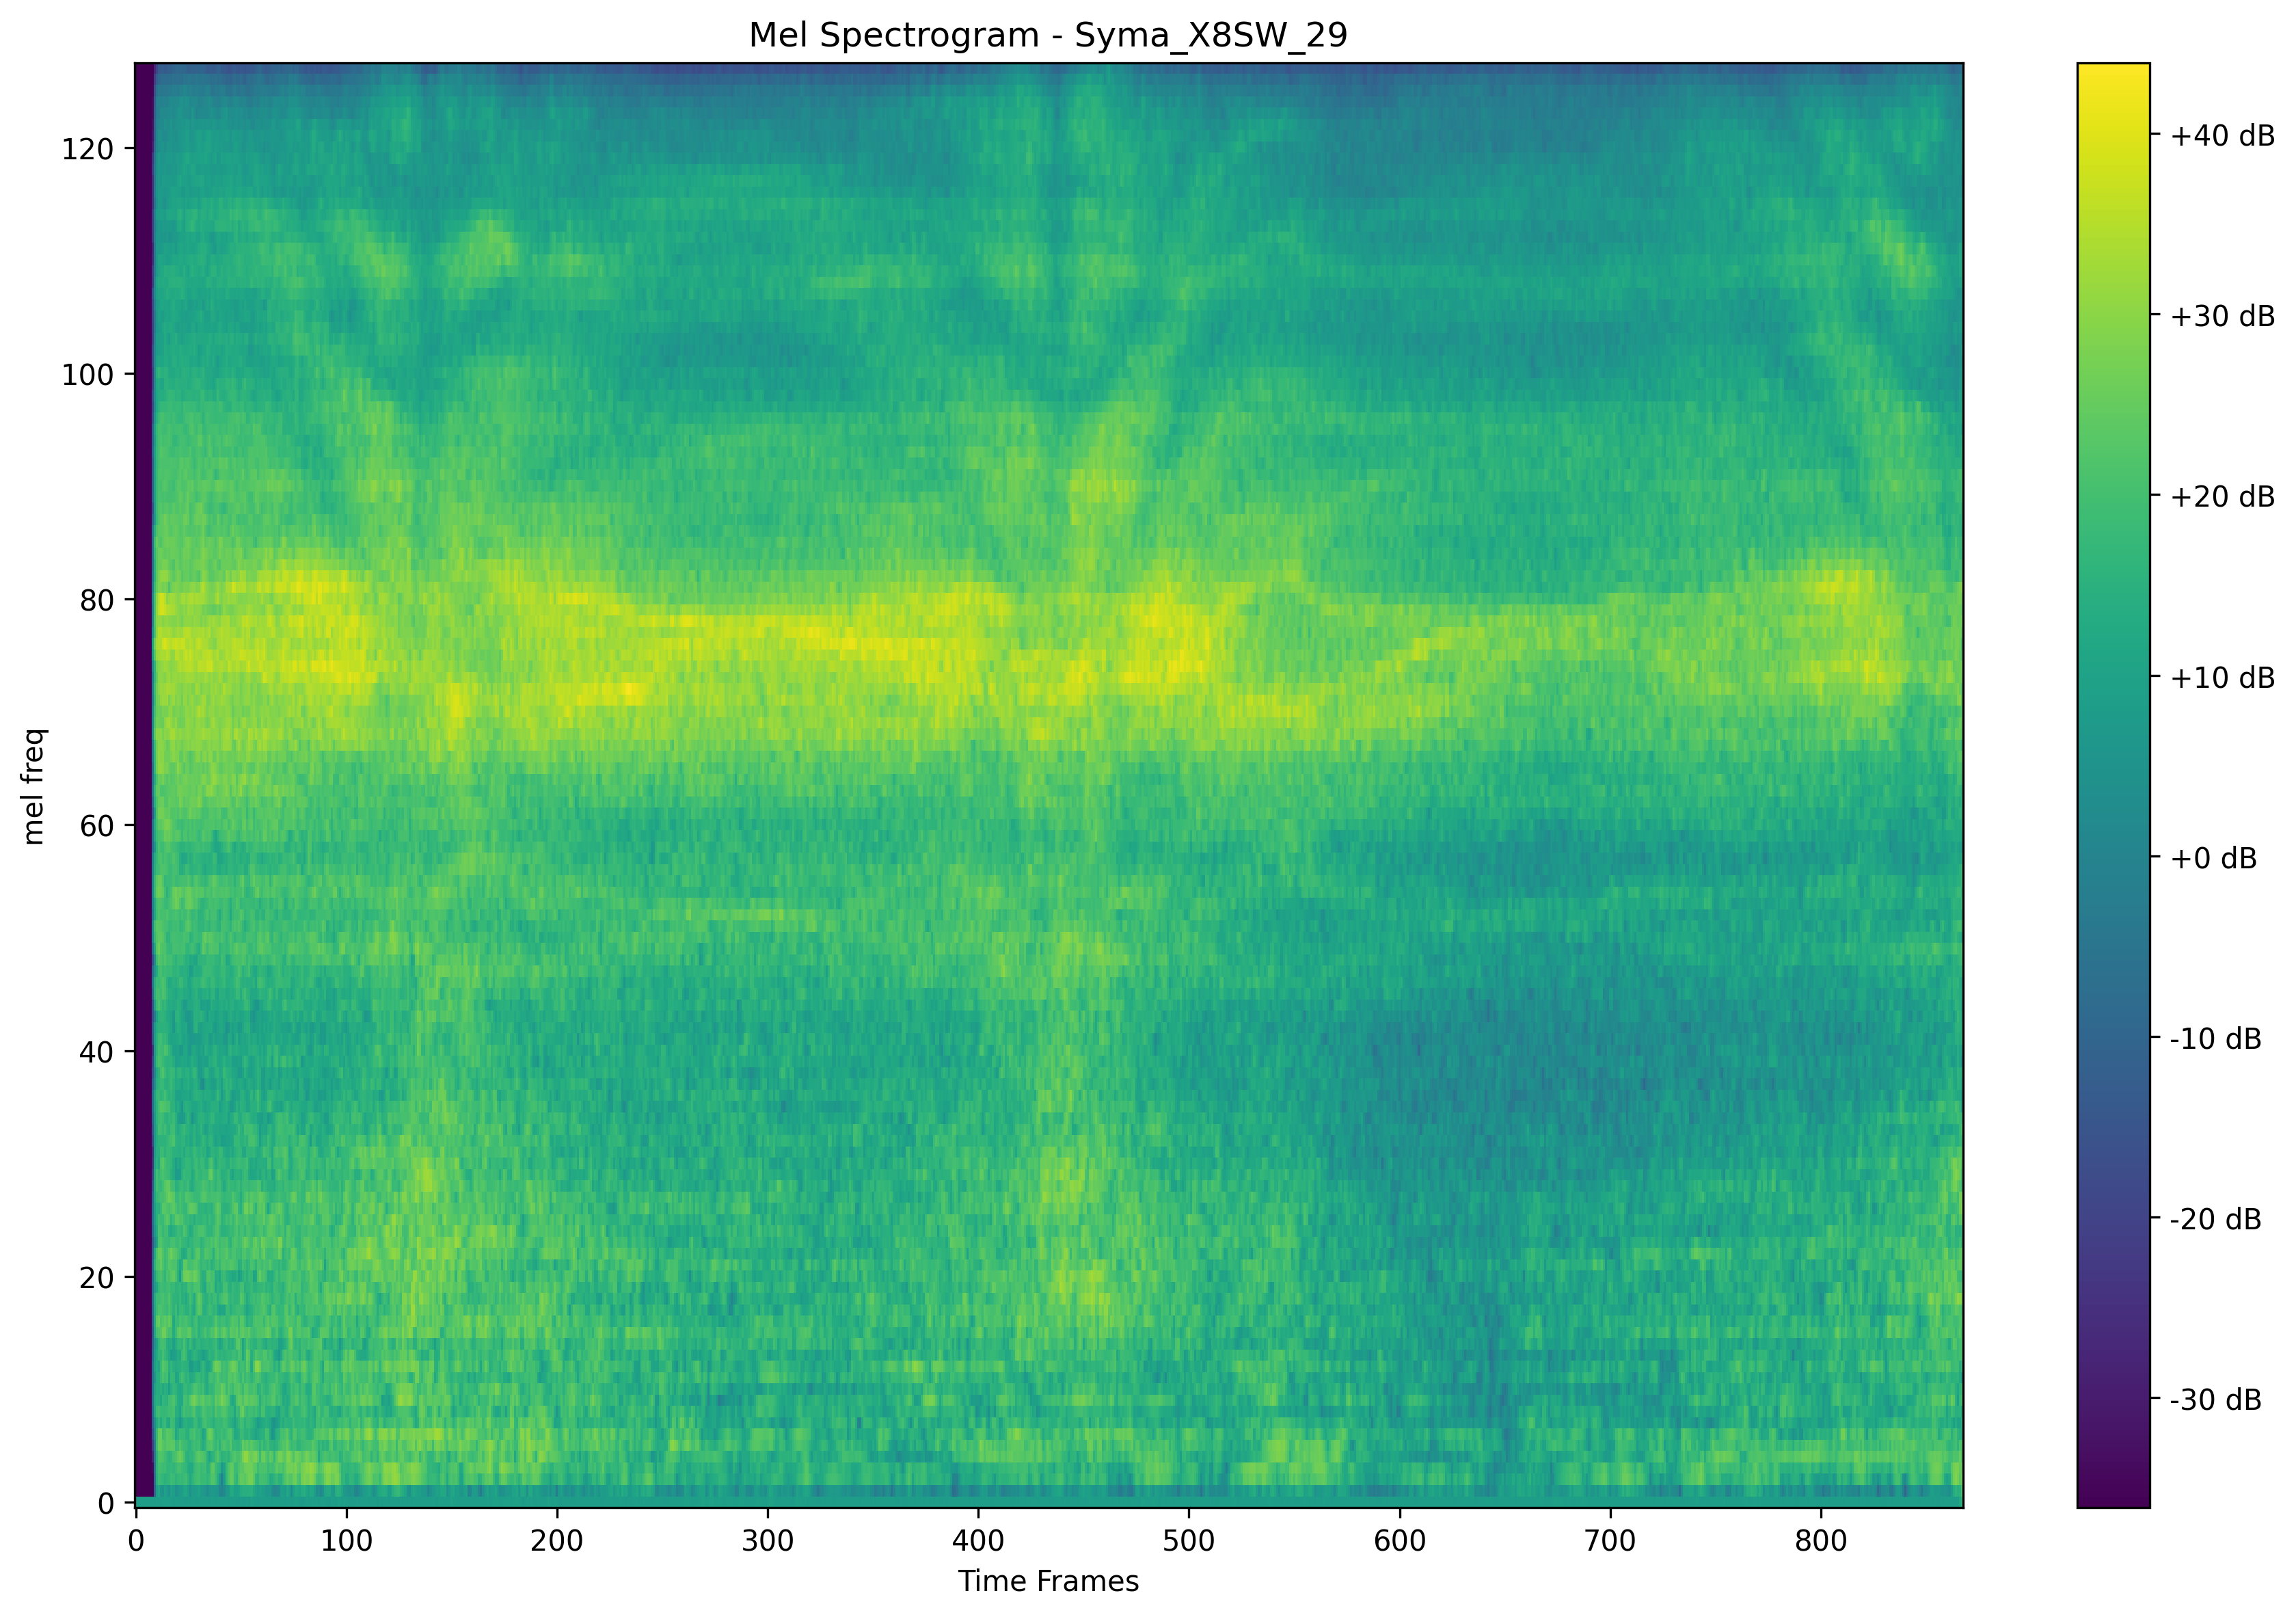 Mel Spectrogram - Syma_X8SW_29
mel freq
120
100
80
60
40
20
0
0 100 200 300 400 500 600 700 800
Time Frames
+40 dB
+30 dB
+20 dB
+10 dB
+0 dB
-10 dB
-20 dB
-30 dB